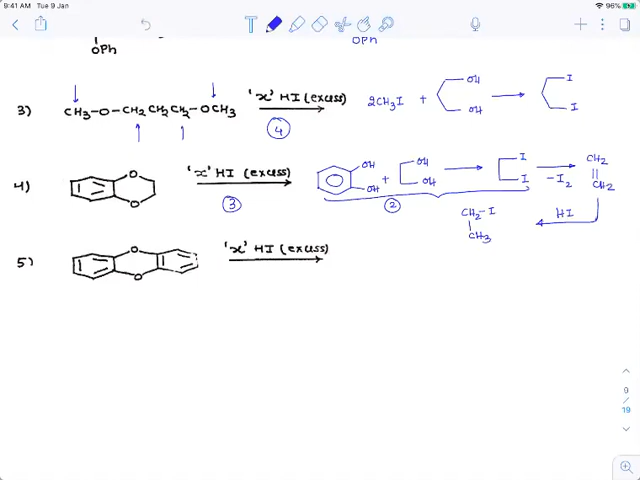 9:41 AM Tue 9 Jan
96%
OPh
OPh
3) CH3-O-CH2CH2CH2-OCH3 'x' HI (excess) 4 2CH3I + OH OH I I
4) O O 'x' HI (excess) 3 OH OH + OH OH 2 I I -I2 CH2 || CH2
HI
CH2-I
CH3
5) O O 'x' HI (excess)
9
/
19